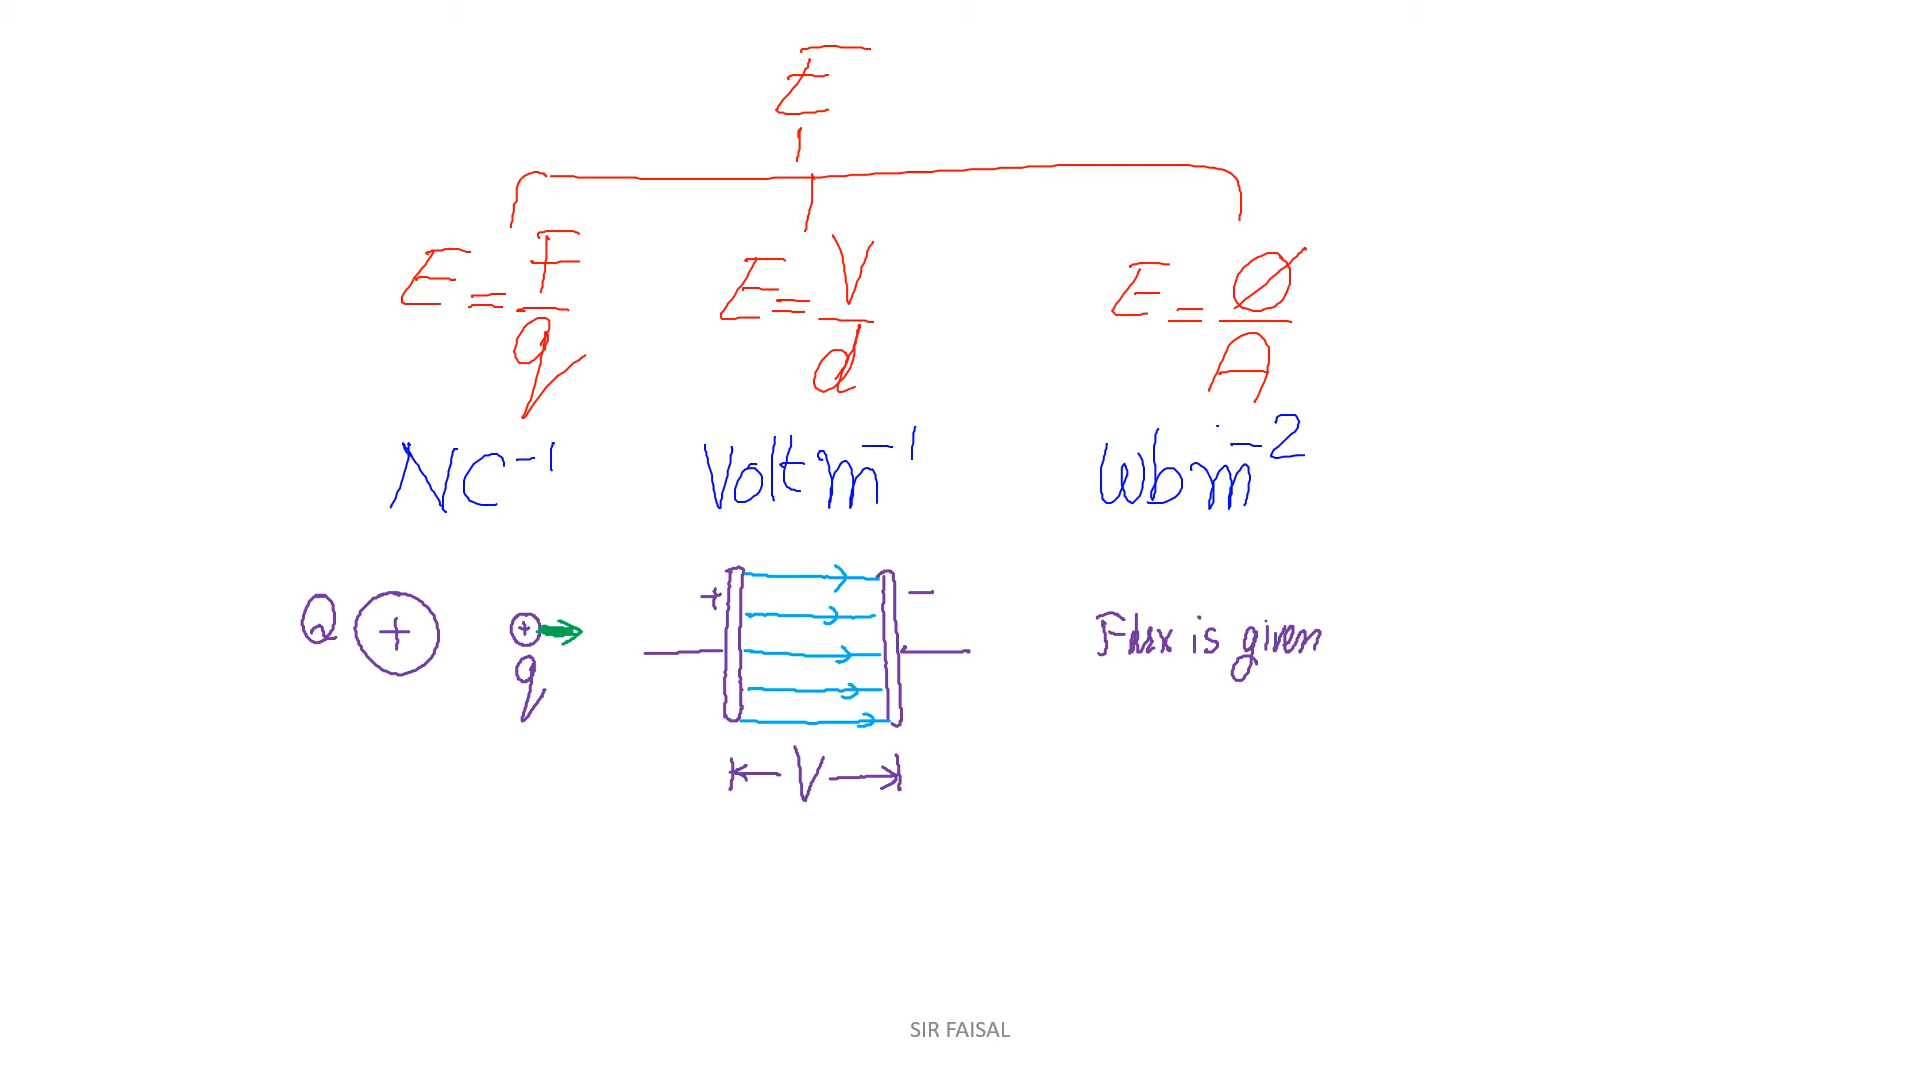 E
E = F/q E = V/d E = Ø/A
NC⁻¹ Volt m⁻¹ Wb m⁻²
Q + + q + − Flux is given
V
SIR FAISAL